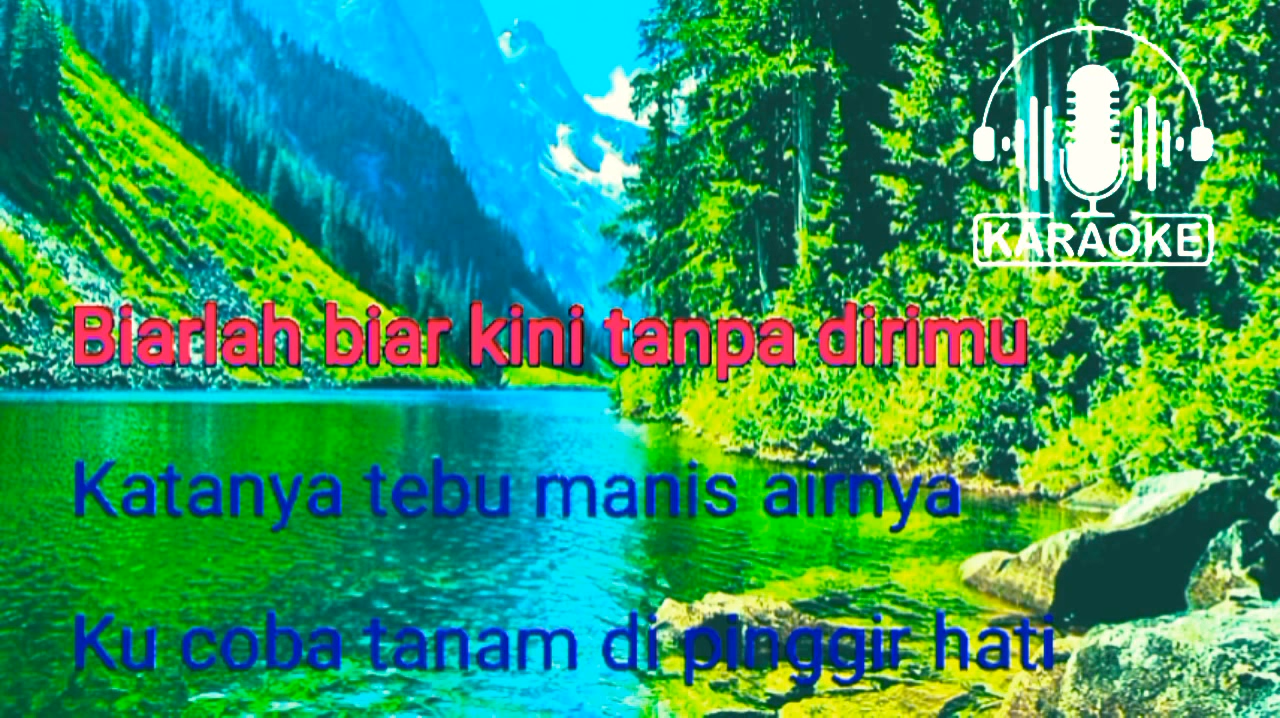 KARAOKE
Biarlah biar kini tanpa dirimu
Katanya tebu manis airnya
Ku coba tanam di pinggir hati